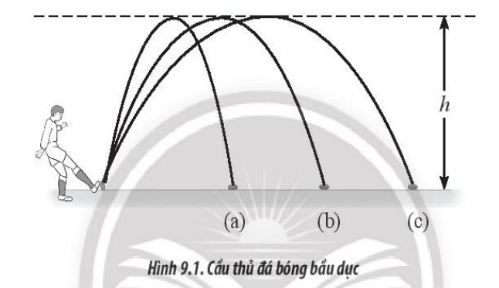 h
(a) (b) (c)
Hình 9.1. Cầu thủ đá bóng bầu dục